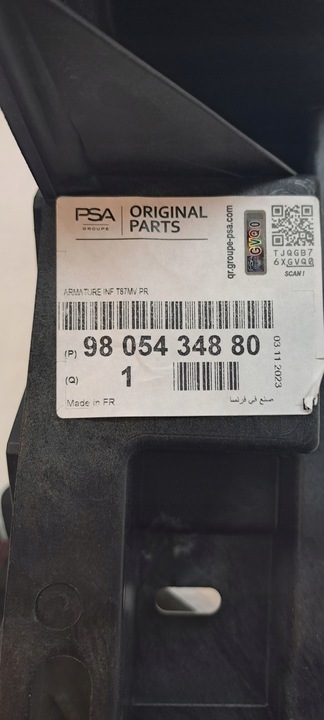 PSA
GROUPE
ORIGINAL
PARTS
qr.groupe-psa.com
GVQ0
TJQGB7
6XGVQ0
SCAN !
ARMATURE INF T87MV PR
(P) 98 054 348 80
(Q) 1
03 11 2023
Made in FR
صنع في فرنسا